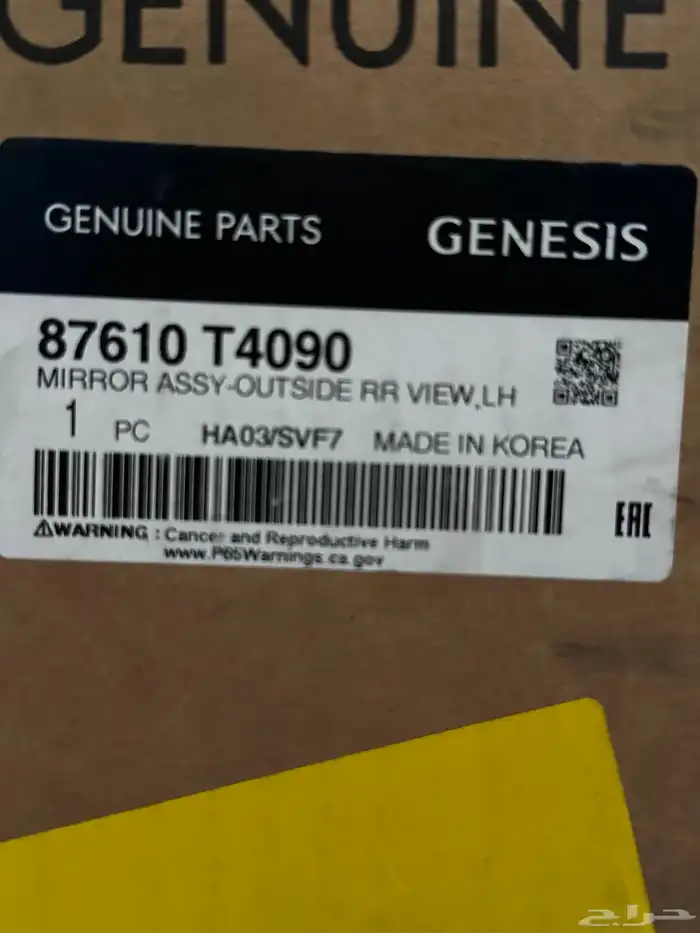 GENUINE
GENUINE PARTS GENESIS
87610 T4090
MIRROR ASSY-OUTSIDE RR VIEW,LH
1 PC HA03/SVF7 MADE IN KOREA
EAC
⚠WARNING : Cancer and Reproductive Harm
www.P65Warnings.ca.gov
حراج